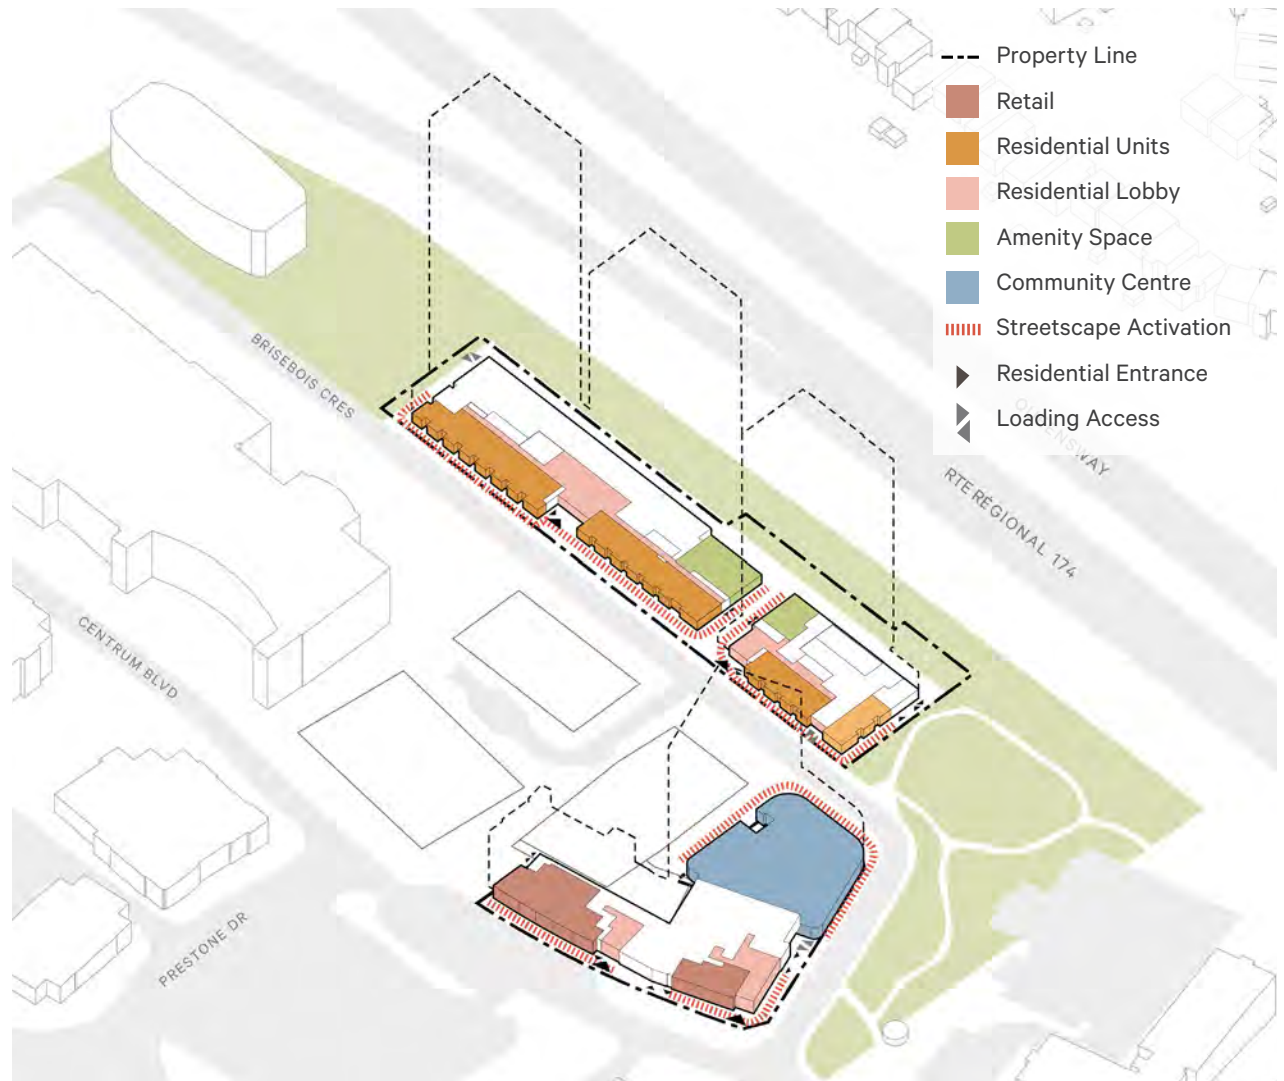 Property Line
Retail
Residential Units
Residential Lobby
Amenity Space
Community Centre
Streetscape Activation
Residential Entrance
Loading Access
BRISEBOIS CRES
RTE RÉGIONAL 174
CENTRUM BLVD
PRESTONE DR